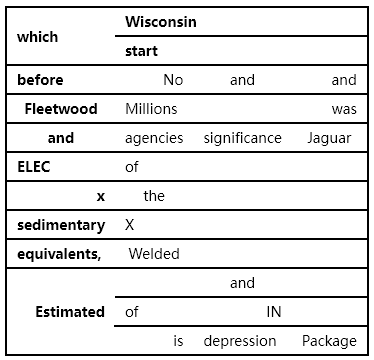 which Wisconsin
start
before No and and
Fleetwood Millions was
and agencies significance Jaguar
ELEC of
x the
sedimentary X
equivalents, Welded
and
Estimated of IN
is depression Package